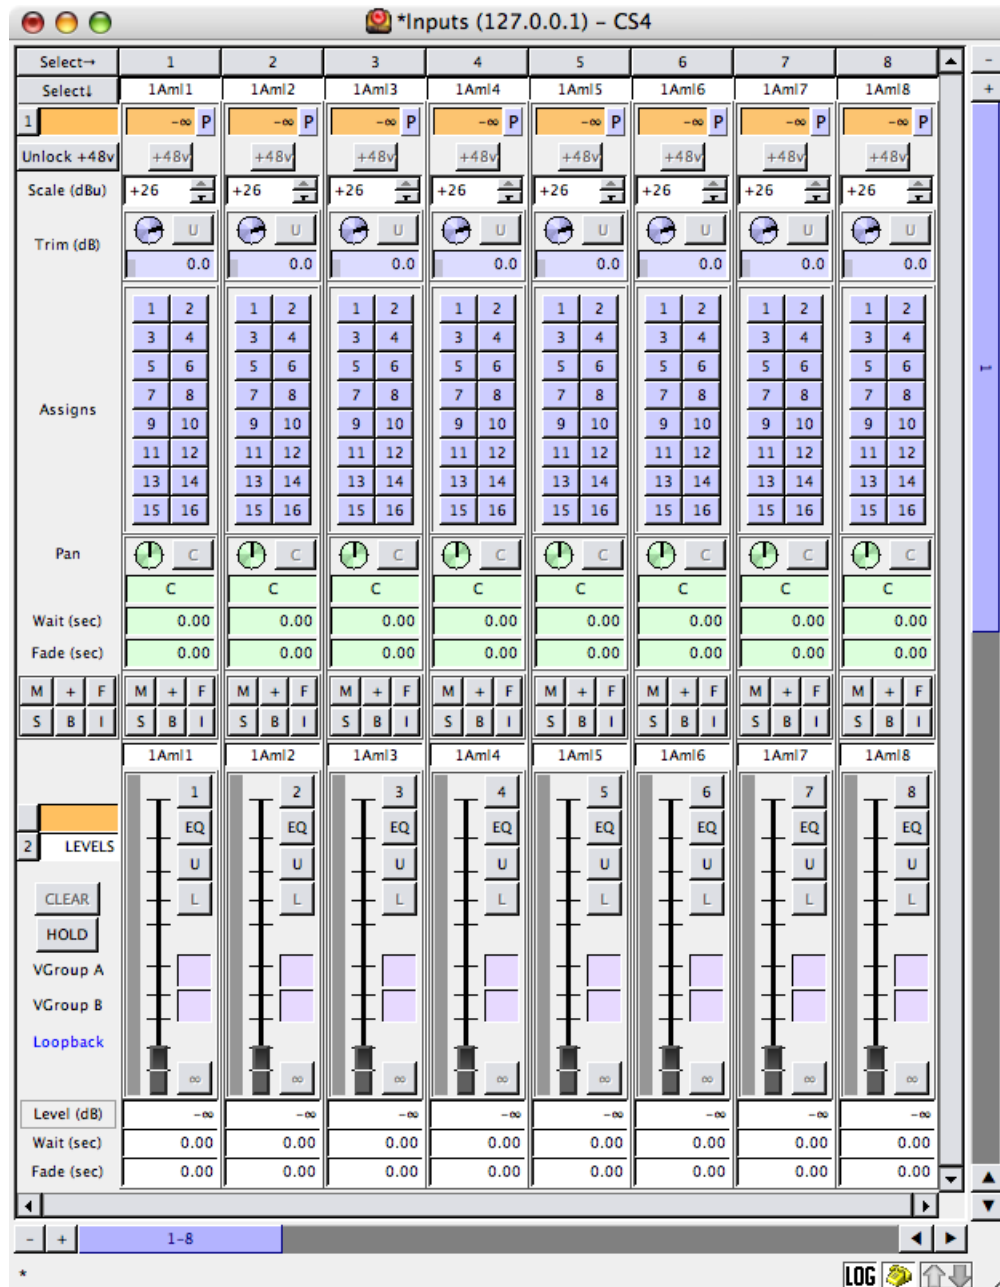 *Inputs (127.0.0.1) – CS4
Select→ 1 2 3 4 5 6 7 8 -
Select↓ 1AmI1 1AmI2 1AmI3 1AmI4 1AmI5 1AmI6 1AmI7 1AmI8 +
1 -∞ P -∞ P -∞ P -∞ P -∞ P -∞ P -∞ P -∞ P
Unlock +48v +48v +48v +48v +48v +48v +48v +48v +48v
Scale (dBu) +26 +26 +26 +26 +26 +26 +26 +26
Trim (dB) U U U U U U U U
0.0 0.0 0.0 0.0 0.0 0.0 0.0 0.0
1 2 1 2 1 2 1 2 1 2 1 2 1 2 1 2
3 4 3 4 3 4 3 4 3 4 3 4 3 4 3 4
5 6 5 6 5 6 5 6 5 6 5 6 5 6 5 6 1
7 8 7 8 7 8 7 8 7 8 7 8 7 8 7 8
Assigns 9 10 9 10 9 10 9 10 9 10 9 10 9 10 9 10
11 12 11 12 11 12 11 12 11 12 11 12 11 12 11 12
13 14 13 14 13 14 13 14 13 14 13 14 13 14 13 14
15 16 15 16 15 16 15 16 15 16 15 16 15 16 15 16
Pan C C C C C C C C
C C C C C C C C
Wait (sec) 0.00 0.00 0.00 0.00 0.00 0.00 0.00 0.00
Fade (sec) 0.00 0.00 0.00 0.00 0.00 0.00 0.00 0.00
M + F M + F M + F M + F M + F M + F M + F M + F M + F
S B I S B I S B I S B I S B I S B I S B I S B I S B I
1AmI1 1AmI2 1AmI3 1AmI4 1AmI5 1AmI6 1AmI7 1AmI8
1 2 3 4 5 6 7 8
EQ EQ EQ EQ EQ EQ EQ EQ
2 LEVELS
U U U U U U U U
CLEAR L L L L L L L L
HOLD
VGroup A
VGroup B
Loopback
∞ ∞ ∞ ∞ ∞ ∞ ∞ ∞
Level (dB) -∞ -∞ -∞ -∞ -∞ -∞ -∞ -∞
Wait (sec) 0.00 0.00 0.00 0.00 0.00 0.00 0.00 0.00
Fade (sec) 0.00 0.00 0.00 0.00 0.00 0.00 0.00 0.00
- + 1-8
* LOG